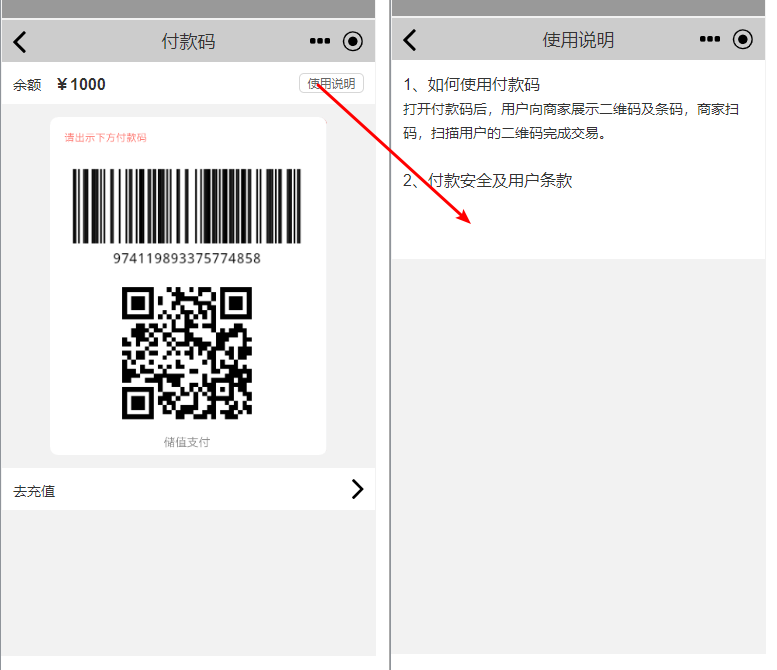 付款码
余额 ￥1000 使用说明
请出示下方付款码
974119893375774858
储值支付
去充值
使用说明
1、如何使用付款码
打开付款码后，用户向商家展示二维码及条码，商家扫
码，扫描用户的二维码完成交易。
2、付款安全及用户条款